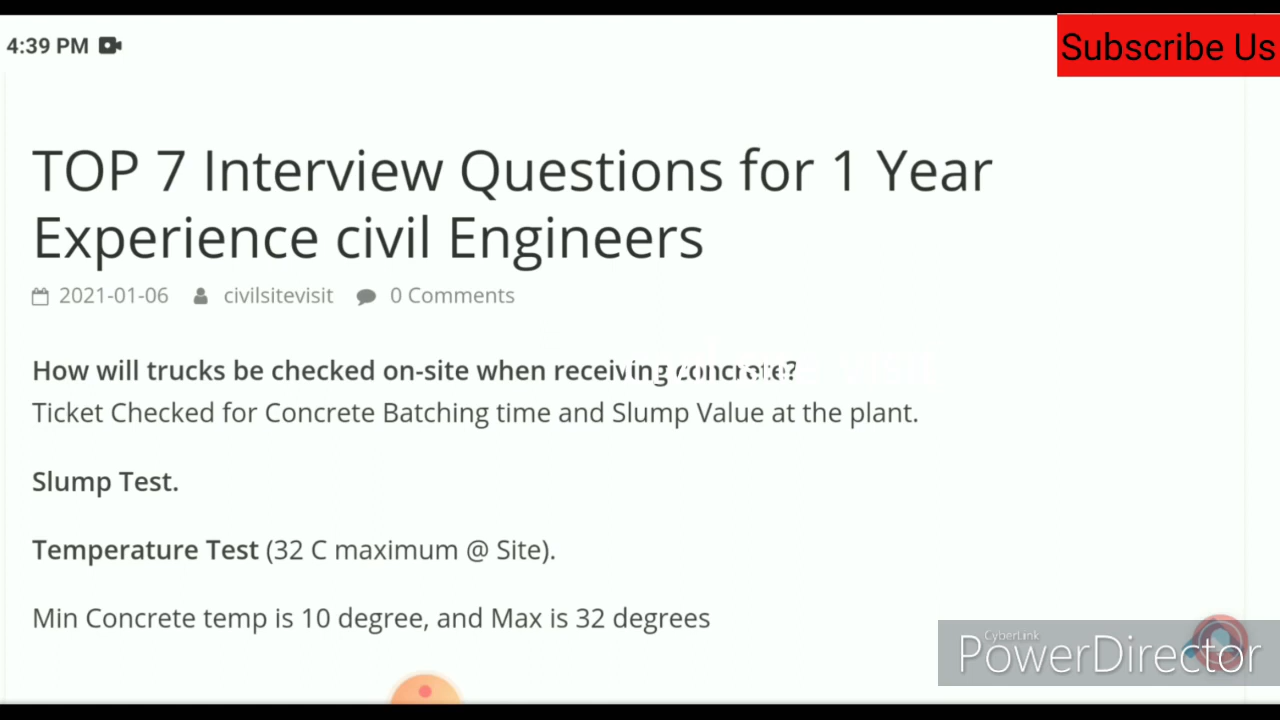 4:39 PM
Subscribe Us
TOP 7 Interview Questions for 1 Year
Experience civil Engineers
2021-01-06 civilsitevisit 0 Comments
How will trucks be checked on-site when receiving concrete?
Ticket Checked for Concrete Batching time and Slump Value at the plant.
Slump Test.
Temperature Test (32 C maximum @ Site).
Min Concrete temp is 10 degree, and Max is 32 degrees
CyberLink
PowerDirector